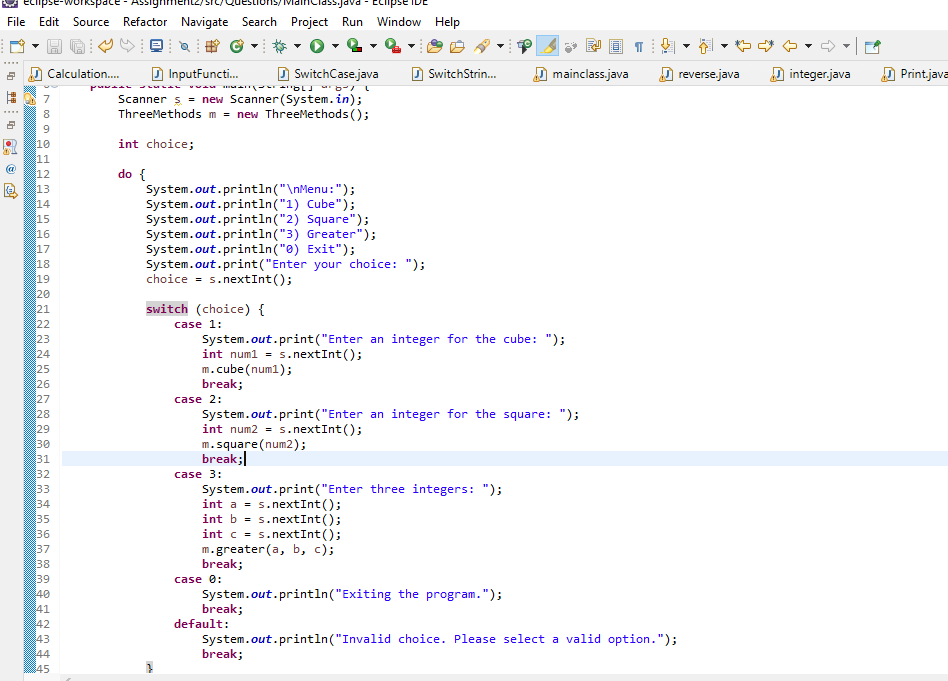 eclipse-workspace - Assignment2/src/Questions/MainClass.java - Eclipse IDE
File Edit Source Refactor Navigate Search Project Run Window Help
Calculation.... InputFuncti... SwitchCase.java SwitchStrin... mainclass.java reverse.java integer.java Print.java
public static void main(String[] args) {
7 Scanner s = new Scanner(System.in);
8 ThreeMethods m = new ThreeMethods();
9
10 int choice;
11
12 do {
13 System.out.println("\nMenu:");
14 System.out.println("1) Cube");
15 System.out.println("2) Square");
16 System.out.println("3) Greater");
17 System.out.println("0) Exit");
18 System.out.print("Enter your choice: ");
19 choice = s.nextInt();
20
21 switch (choice) {
22 case 1:
23 System.out.print("Enter an integer for the cube: ");
24 int num1 = s.nextInt();
25 m.cube(num1);
26 break;
27 case 2:
28 System.out.print("Enter an integer for the square: ");
29 int num2 = s.nextInt();
30 m.square(num2);
31 break;
32 case 3:
33 System.out.print("Enter three integers: ");
34 int a = s.nextInt();
35 int b = s.nextInt();
36 int c = s.nextInt();
37 m.greater(a, b, c);
38 break;
39 case 0:
40 System.out.println("Exiting the program.");
41 break;
42 default:
43 System.out.println("Invalid choice. Please select a valid option.");
44 break;
45 }